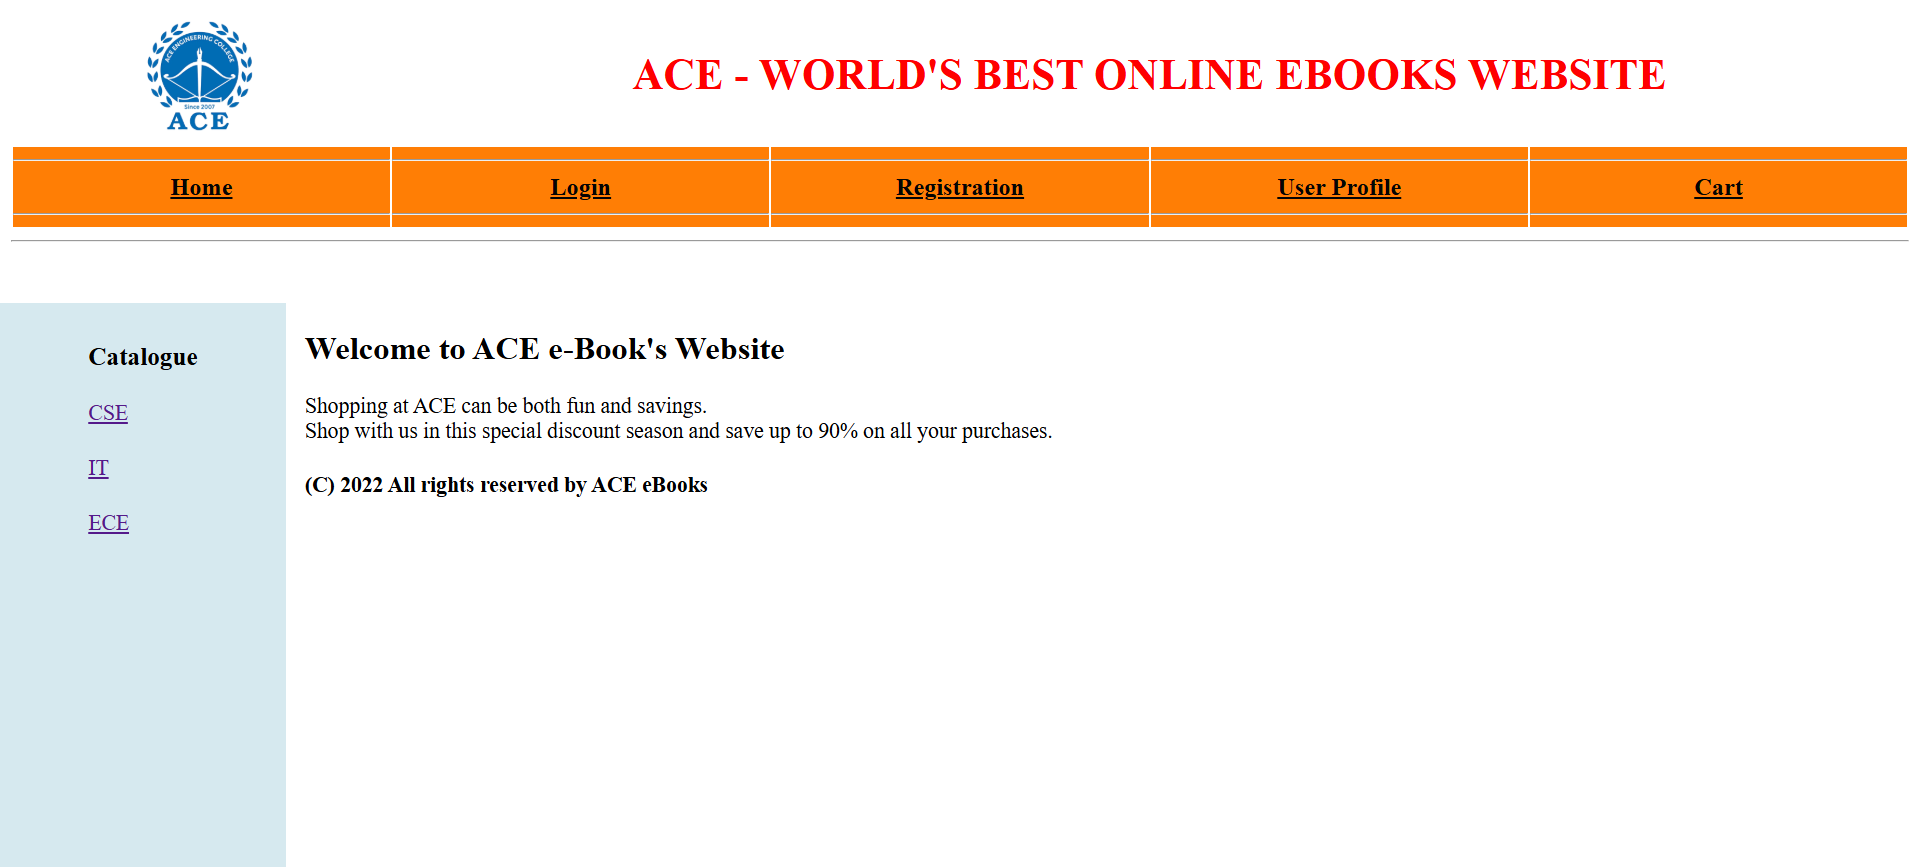 ACE ENGINEERING COLLEGE
Since 2007
ACE
ACE - WORLD'S BEST ONLINE EBOOKS WEBSITE
Home Login Registration User Profile Cart
Catalogue
CSE
IT
ECE
Welcome to ACE e-Book's Website
Shopping at ACE can be both fun and savings.
Shop with us in this special discount season and save up to 90% on all your purchases.
(C) 2022 All rights reserved by ACE eBooks